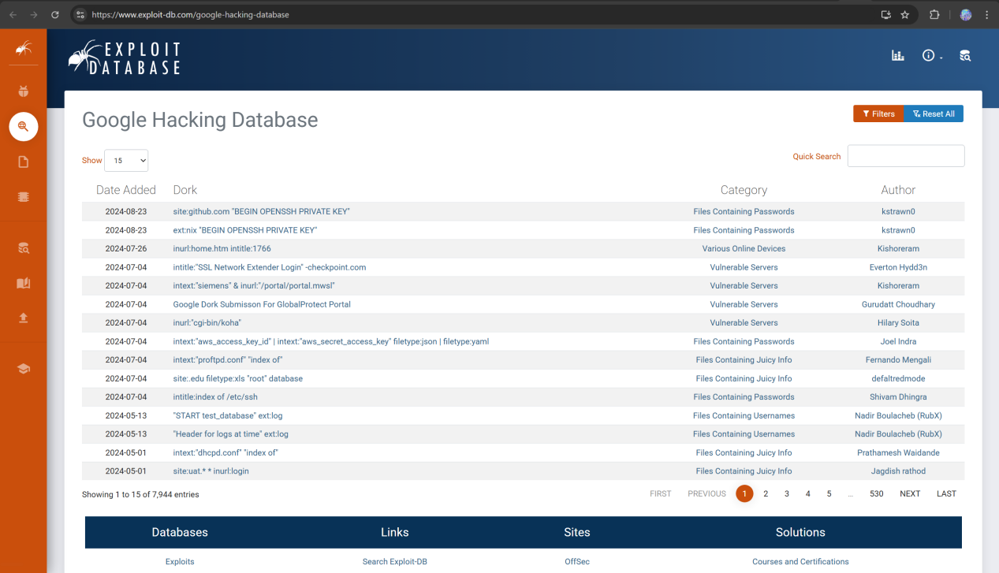 https://www.exploit-db.com/google-hacking-database
EXPLOIT
DATABASE
Google Hacking Database
Filters Reset All
Show 15 Quick Search
Date Added Dork Category Author
2024-08-23 site:github.com "BEGIN OPENSSH PRIVATE KEY" Files Containing Passwords kstrawn0
2024-08-23 ext:nix "BEGIN OPENSSH PRIVATE KEY" Files Containing Passwords kstrawn0
2024-07-26 inurl:home.htm intitle:1766 Various Online Devices Kishoreram
2024-07-04 intitle:"SSL Network Extender Login" -checkpoint.com Vulnerable Servers Everton Hydd3n
2024-07-04 intext:"siemens" & inurl:"/portal/portal.mwsl" Vulnerable Servers Kishoreram
2024-07-04 Google Dork Submisson For GlobalProtect Portal Vulnerable Servers Gurudatt Choudhary
2024-07-04 inurl:"cgi-bin/koha" Vulnerable Servers Hilary Soita
2024-07-04 intext:"aws_access_key_id" | intext:"aws_secret_access_key" filetype:json | filetype:yaml Files Containing Passwords Joel Indra
2024-07-04 intext:"proftpd.conf" "index of" Files Containing Juicy Info Fernando Mengali
2024-07-04 site:.edu filetype:xls "root" database Files Containing Juicy Info defaltredmode
2024-07-04 intitle:index of /etc/ssh Files Containing Passwords Shivam Dhingra
2024-05-13 "START test_database" ext:log Files Containing Usernames Nadir Boulacheb (RubX)
2024-05-13 "Header for logs at time" ext:log Files Containing Usernames Nadir Boulacheb (RubX)
2024-05-01 intext:"dhcpd.conf" "index of" Files Containing Juicy Info Prathamesh Waidande
2024-05-01 site:uat.* * inurl:login Files Containing Juicy Info Jagdish rathod
Showing 1 to 15 of 7,944 entries FIRST PREVIOUS 1 2 3 4 5 … 530 NEXT LAST
Databases Links Sites Solutions
Exploits Search Exploit-DB OffSec Courses and Certifications